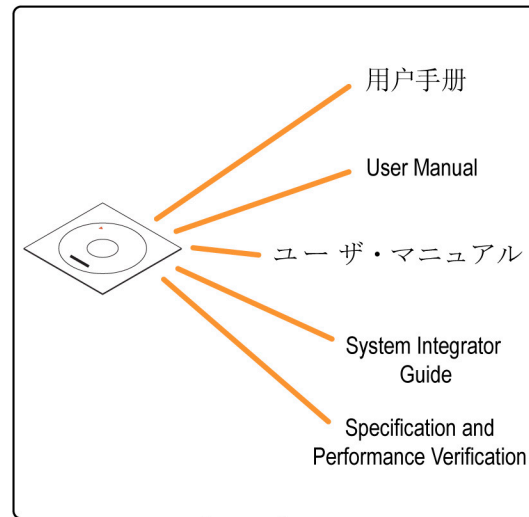 用户手册
User Manual
ユー ザ・マニュアル
System Integrator
Guide
Specification and
Performance Verification